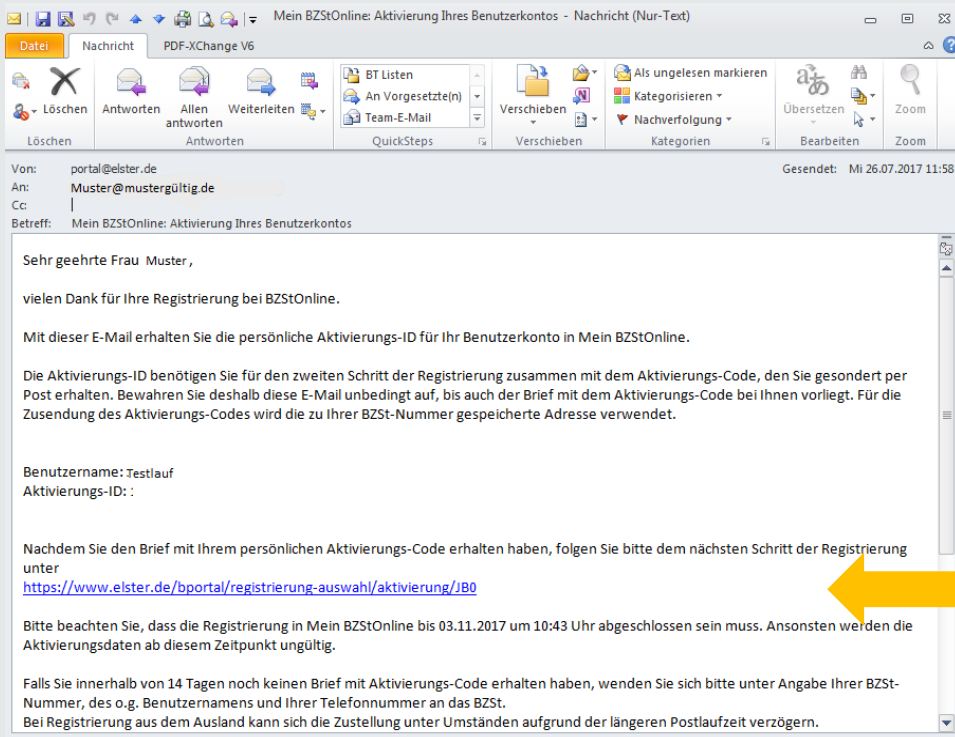 Mein BZStOnline: Aktivierung Ihres Benutzerkontos - Nachricht (Nur-Text)
Datei Nachricht PDF-XChange V6
Löschen
Antworten
Allen antworten
Weiterleiten
BT Listen
An Vorgesetzte(n)
Team-E-Mail
Verschieben
Als ungelesen markieren
Kategorisieren
Nachverfolgung
Übersetzen
Zoom
Löschen Antworten QuickSteps Verschieben Kategorien Bearbeiten Zoom
Von: portal@elster.de Gesendet: Mi 26.07.2017 11:58
An: Muster@mustergültig.de
Cc:
Betreff: Mein BZStOnline: Aktivierung Ihres Benutzerkontos
Sehr geehrte Frau Muster,
vielen Dank für Ihre Registrierung bei BZStOnline.
Mit dieser E-Mail erhalten Sie die persönliche Aktivierungs-ID für Ihr Benutzerkonto in Mein BZStOnline.
Die Aktivierungs-ID benötigen Sie für den zweiten Schritt der Registrierung zusammen mit dem Aktivierungs-Code, den Sie gesondert per
Post erhalten. Bewahren Sie deshalb diese E-Mail unbedingt auf, bis auch der Brief mit dem Aktivierungs-Code bei Ihnen vorliegt. Für die
Zusendung des Aktivierungs-Codes wird die zu Ihrer BZSt-Nummer gespeicherte Adresse verwendet.
Benutzername: Testlauf
Aktivierungs-ID: :
Nachdem Sie den Brief mit Ihrem persönlichen Aktivierungs-Code erhalten haben, folgen Sie bitte dem nächsten Schritt der Registrierung
unter
https://www.elster.de/bportal/registrierung-auswahl/aktivierung/JB0
Bitte beachten Sie, dass die Registrierung in Mein BZStOnline bis 03.11.2017 um 10:43 Uhr abgeschlossen sein muss. Ansonsten werden die
Aktivierungsdaten ab diesem Zeitpunkt ungültig.
Falls Sie innerhalb von 14 Tagen noch keinen Brief mit Aktivierungs-Code erhalten haben, wenden Sie sich bitte unter Angabe Ihrer BZSt-
Nummer, des o.g. Benutzernamens und Ihrer Telefonnummer an das BZSt.
Bei Registrierung aus dem Ausland kann sich die Zustellung unter Umständen aufgrund der längeren Postlaufzeit verzögern.